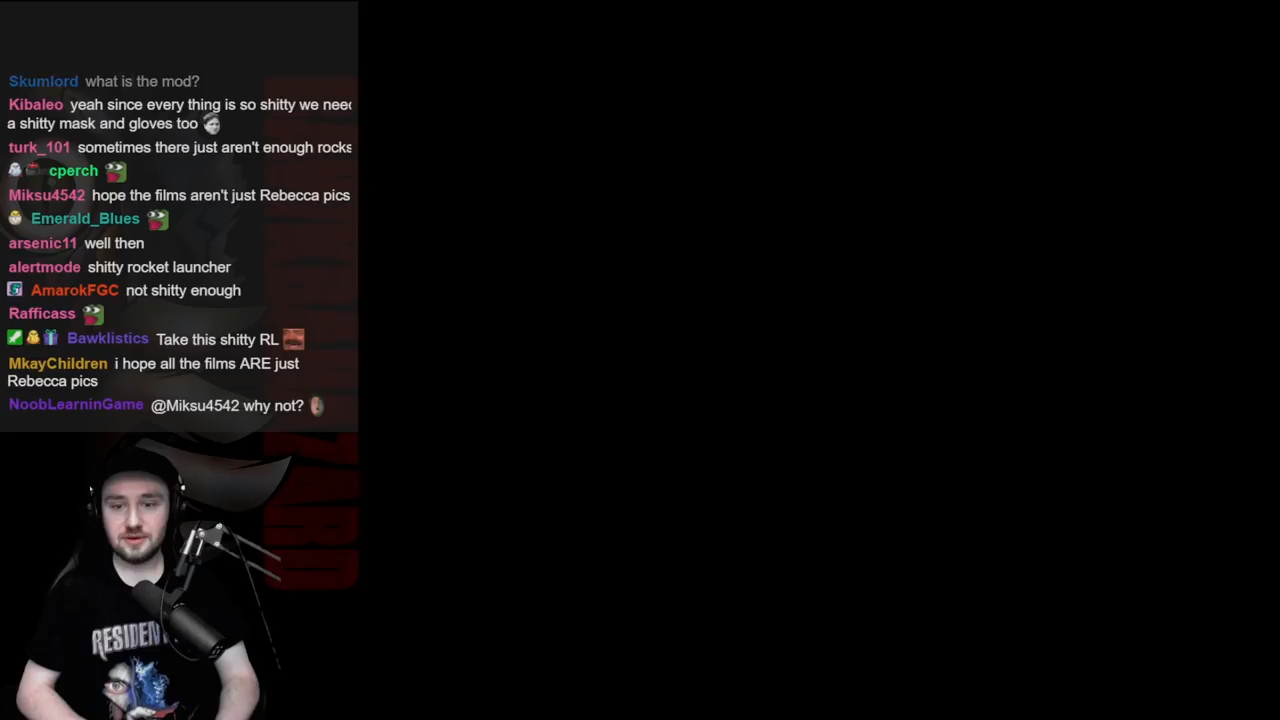 Skumlord what is the mod?
Kibaleo yeah since every thing is so shitty we need
a shitty mask and gloves too
turk_101 sometimes there just aren't enough rocks
cperch
Miksu4542 hope the films aren't just Rebecca pics
Emerald_Blues
arsenic11 well then
alertmode shitty rocket launcher
AmarokFGC not shitty enough
Rafficass
Bawklistics Take this shitty RL
MkayChildren i hope all the films ARE just
Rebecca pics
NoobLearninGame @Miksu4542 why not?
ZARD
RESIDEN